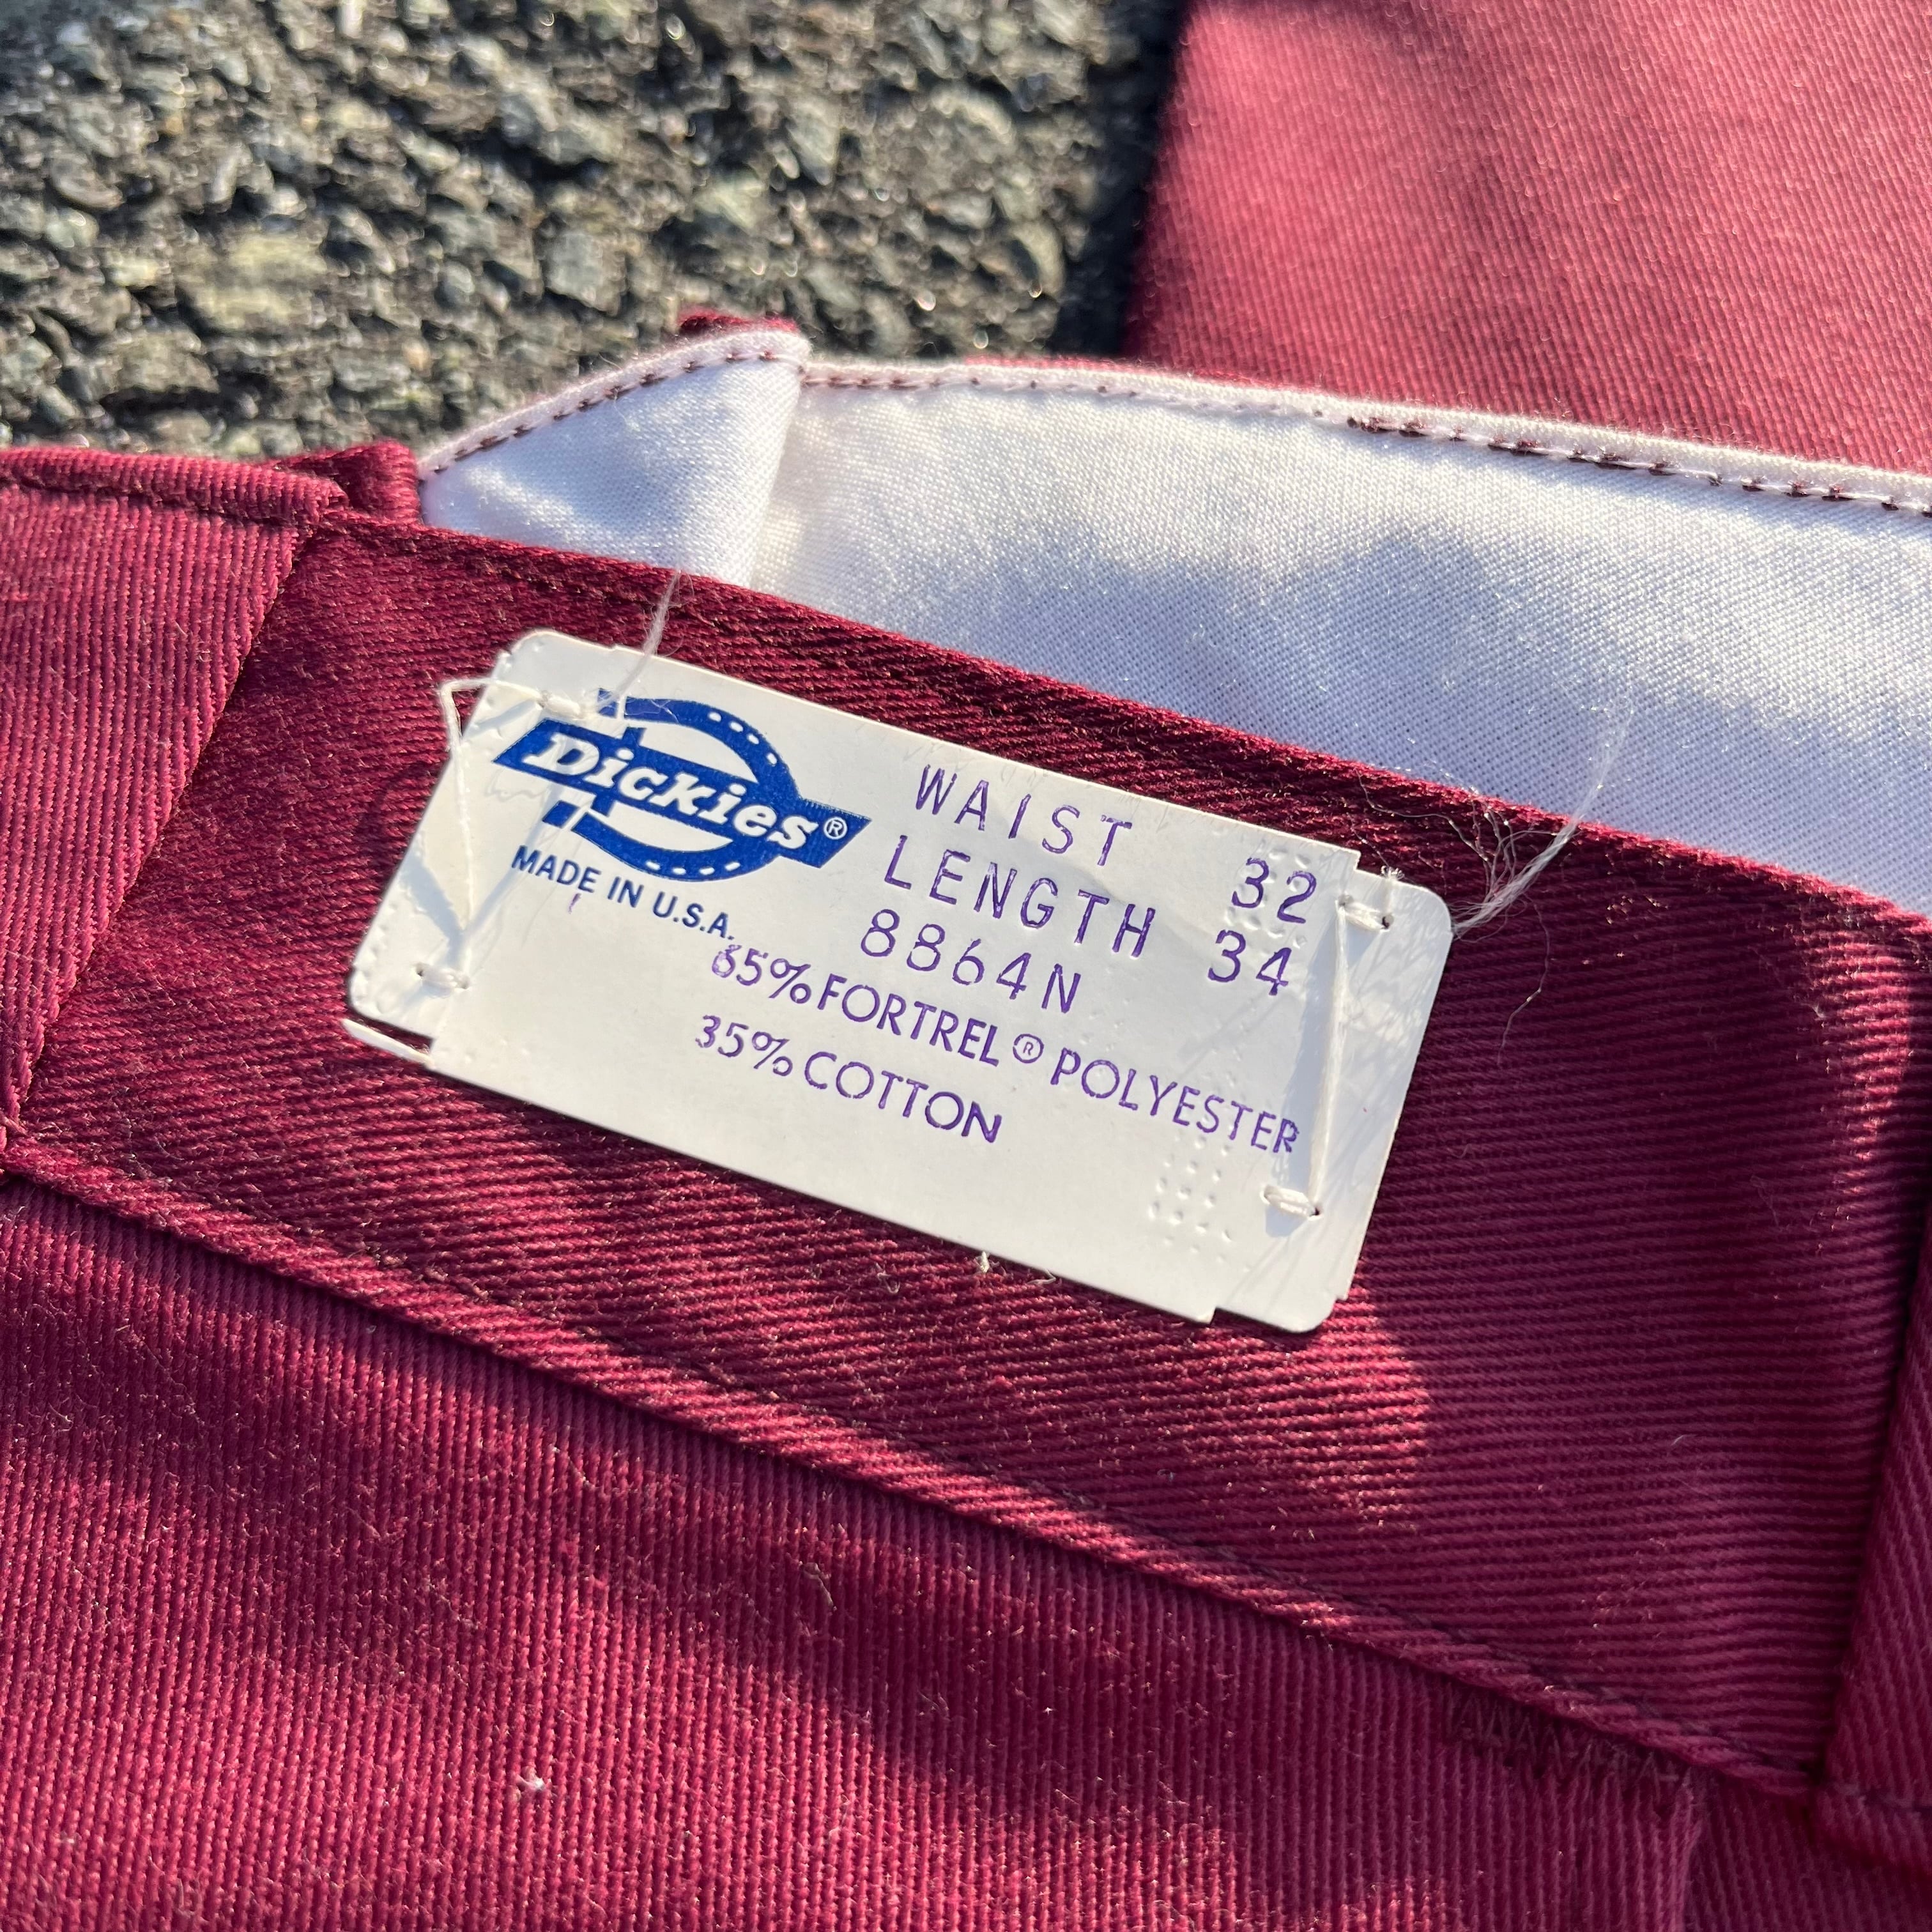 Dickies®
MADE IN U.S.A.
WAIST 32
LENGTH 34
8864N
65% FORTREL® POLYESTER
35% COTTON